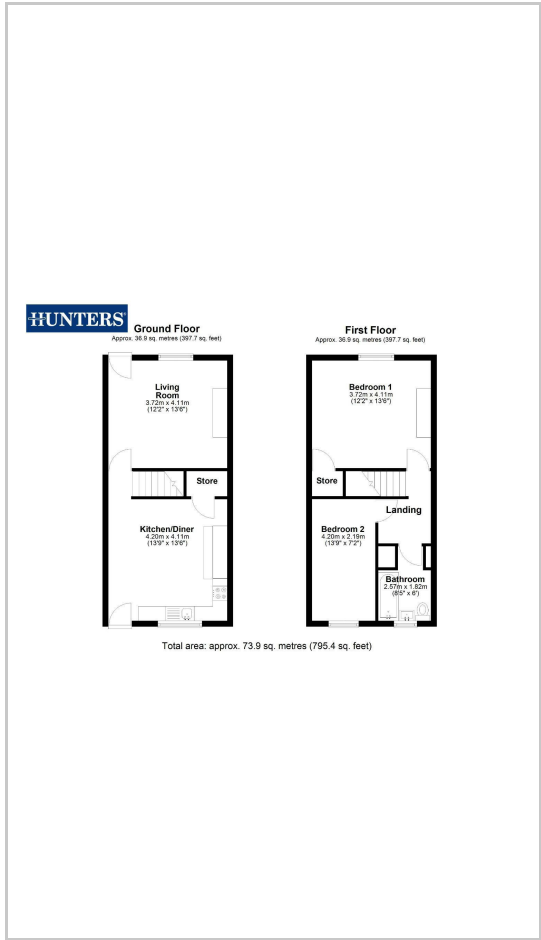 HUNTERS
Ground Floor
Approx. 36.9 sq. metres (397.7 sq. feet)
Living
Room
3.72m x 4.11m
(12'2" x 13'6")
Store
Kitchen/Diner
4.20m x 4.11m
(13'9" x 13'6")
First Floor
Approx. 36.9 sq. metres (397.7 sq. feet)
Bedroom 1
3.72m x 4.11m
(12'2" x 13'6")
Store
Landing
Bedroom 2
4.20m x 2.19m
(13'9" x 7'2")
Bathroom
2.57m x 1.82m
(8'5" x 6')
Total area: approx. 73.9 sq. metres (795.4 sq. feet)